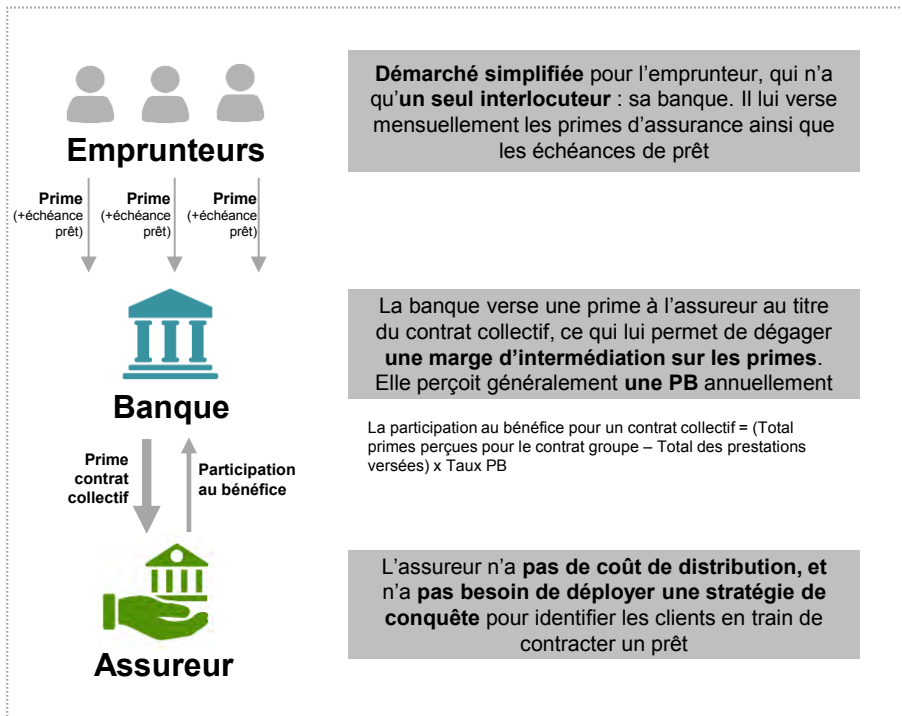 Démarché simplifiée pour l’emprunteur, qui n’a
qu’un seul interlocuteur : sa banque. Il lui verse
mensuellement les primes d’assurance ainsi que
les échéances de prêt
Emprunteurs
Prime
(+échéance
prêt)
Prime
(+échéance
prêt)
Prime
(+échéance
prêt)
La banque verse une prime à l’assureur au titre
du contrat collectif, ce qui lui permet de dégager
une marge d’intermédiation sur les primes.
Elle perçoit généralement une PB annuellement
Banque
La participation au bénéfice pour un contrat collectif = (Total
primes perçues pour le contrat groupe – Total des prestations
versées) x Taux PB
Prime
contrat
collectif
Participation
au bénéfice
L’assureur n’a pas de coût de distribution, et
n’a pas besoin de déployer une stratégie de
conquête pour identifier les clients en train de
contracter un prêt
Assureur